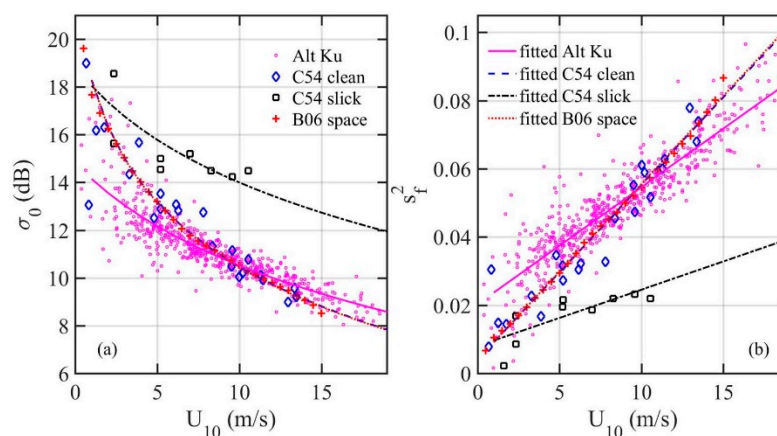 20
18
16
14
12
10
8
6
σ0 (dB)
0
5
10
15
U10 (m/s)
(a)
Alt Ku
C54 clean
C54 slick
B06 space
0.1
0.08
0.06
0.04
0.02
0
s_f^2
0
5
10
15
U10 (m/s)
(b)
fitted Alt Ku
fitted C54 clean
fitted C54 slick
fitted B06 space